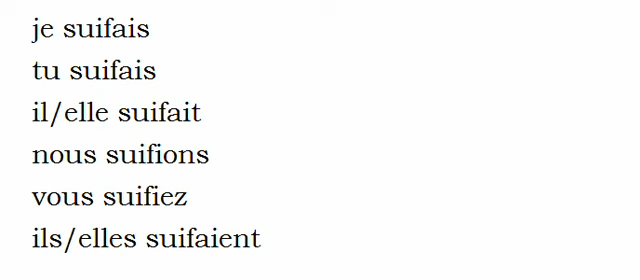 je suifais
tu suifais
il/elle suifait
nous suifions
vous suifiez
ils/elles suifaient